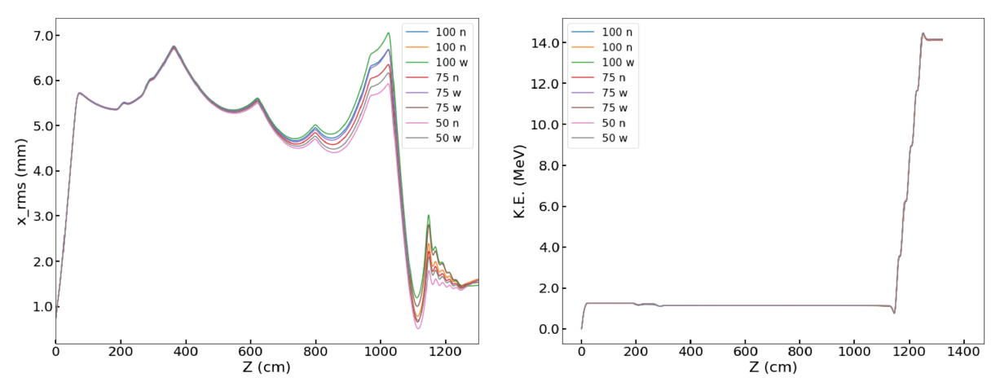 7.0
6.0
5.0
4.0
3.0
2.0
1.0
x_rms (mm)
0 200 400 600 800 1000 1200
Z (cm)
100 n
100 n
100 w
75 n
75 w
75 w
50 n
50 w
14.0
12.0
10.0
8.0
6.0
4.0
2.0
0.0
K.E. (MeV)
0 200 400 600 800 1000 1200 1400
Z (cm)
100 n
100 n
100 w
75 n
75 w
75 w
50 n
50 w